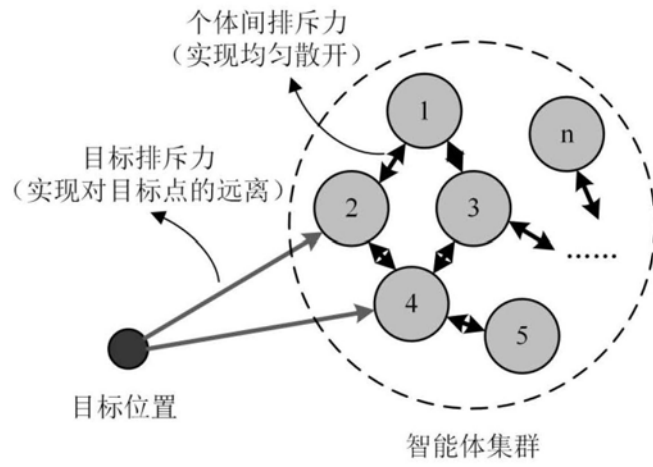 个体间排斥力
（实现均匀散开）
目标排斥力
（实现对目标点的远离）
1
n
2
3
......
4
5
目标位置
智能体集群